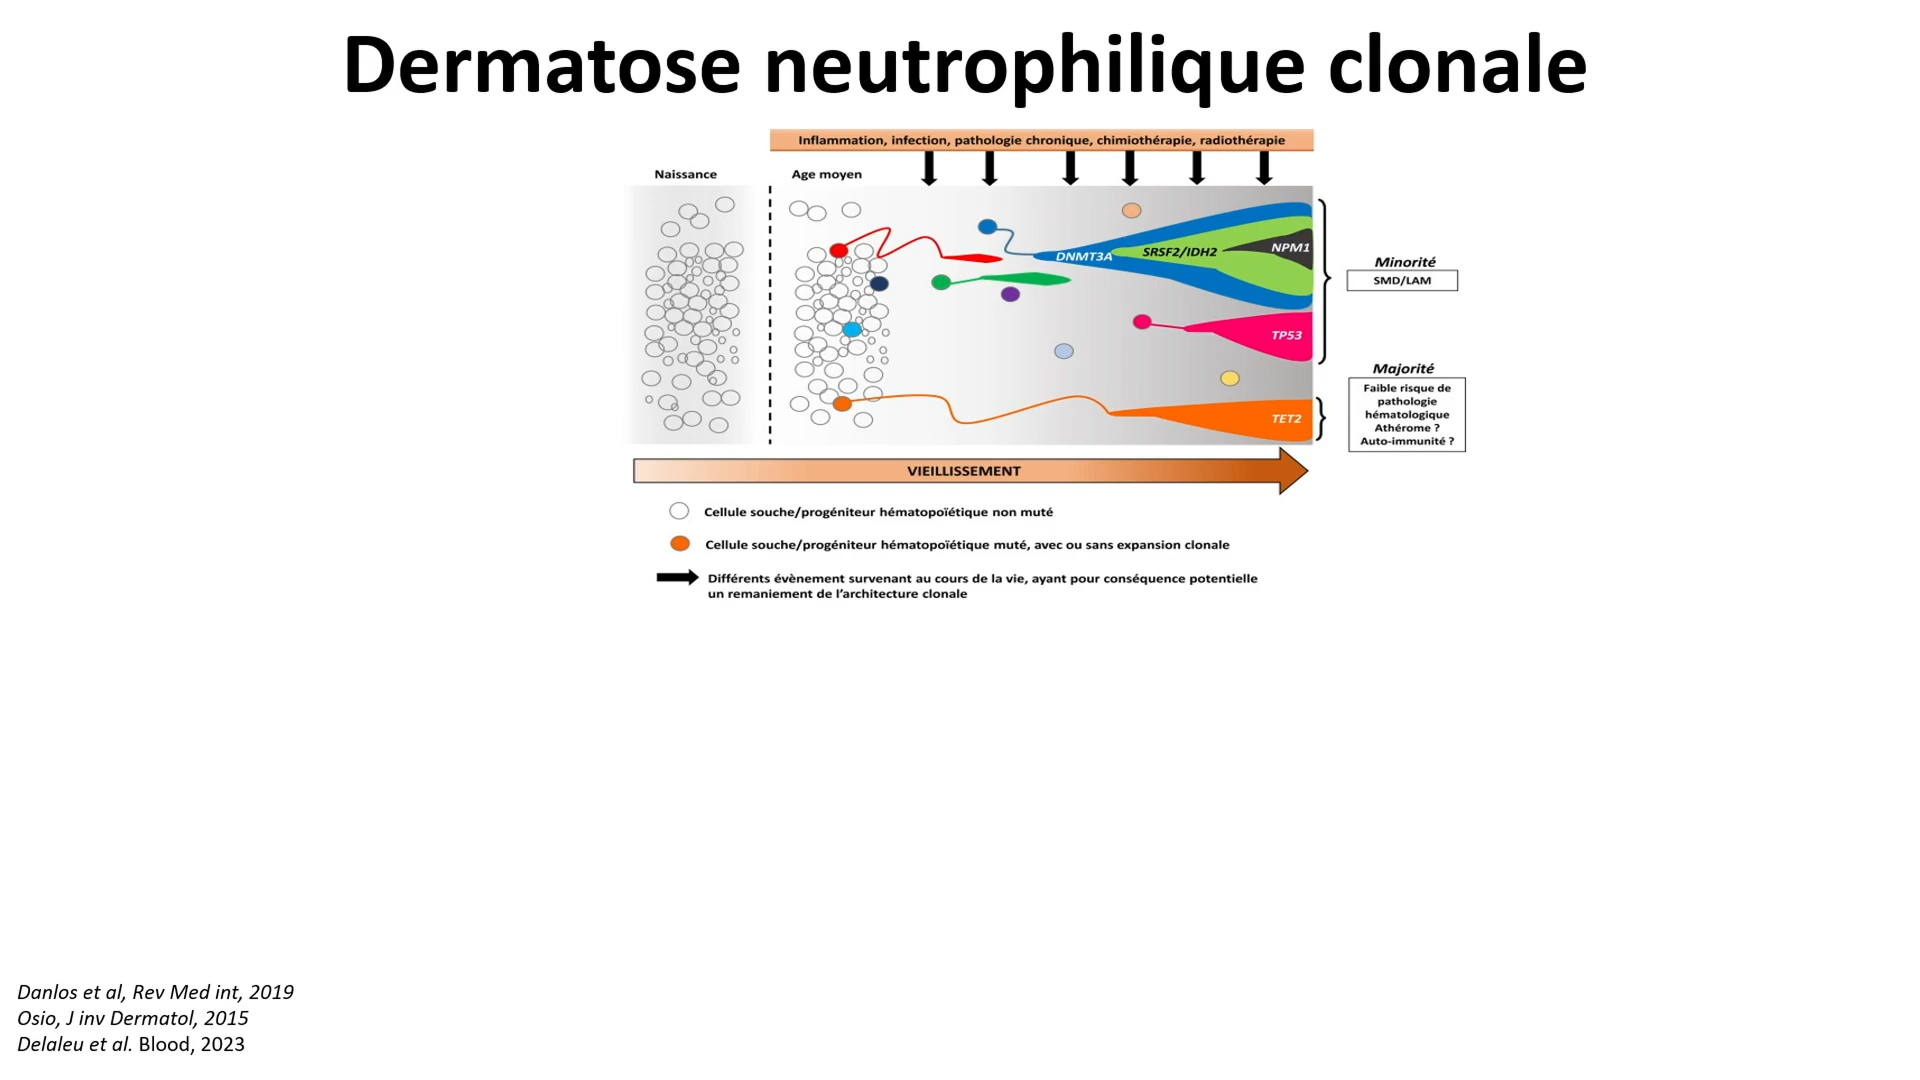 Dermatose neutrophilique clonale
Inflammation, infection, pathologie chronique, chimiothérapie, radiothérapie
Naissance
Age moyen
DNMT3A
SRSF2/IDH2
NPM1
TP53
TET2
Minorité
SMD/LAM
Majorité
Faible risque de
pathologie
hématologique
Athérome ?
Auto-immunité ?
VIEILLISSEMENT
Cellule souche/progéniteur hématopoïétique non muté
Cellule souche/progéniteur hématopoïétique muté, avec ou sans expansion clonale
Différents évènement survenant au cours de la vie, ayant pour conséquence potentielle
un remaniement de l'architecture clonale
Danlos et al, Rev Med int, 2019
Osio, J inv Dermatol, 2015
Delaleu et al. Blood, 2023